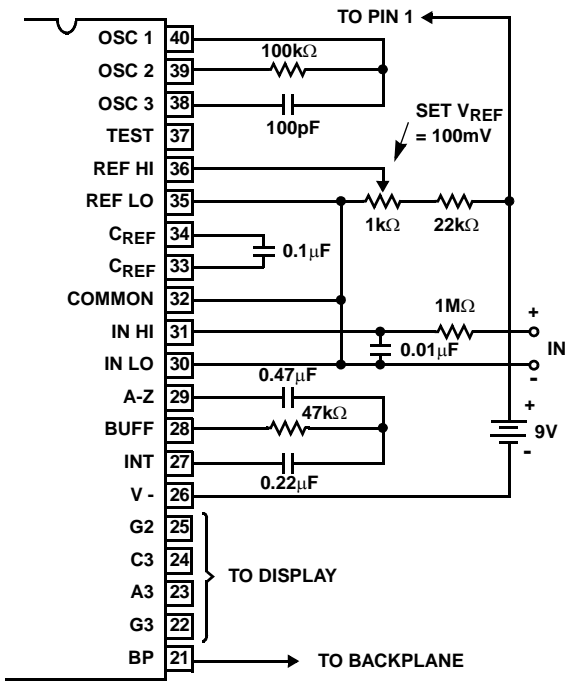 TO PIN 1
OSC 1 40
100kΩ
OSC 2 39
OSC 3 38
100pF
SET VREF
= 100mV
TEST 37
REF HI 36
REF LO 35
1kΩ 22kΩ
CREF 34
0.1µF
CREF 33
COMMON 32
1MΩ
+
IN HI 31
IN
0.01µF
IN LO 30
-
0.47µF
A-Z 29
+
47kΩ
BUFF 28
9V
-
INT 27
0.22µF
V - 26
G2 25
C3 24
TO DISPLAY
A3 23
G3 22
BP 21
TO BACKPLANE